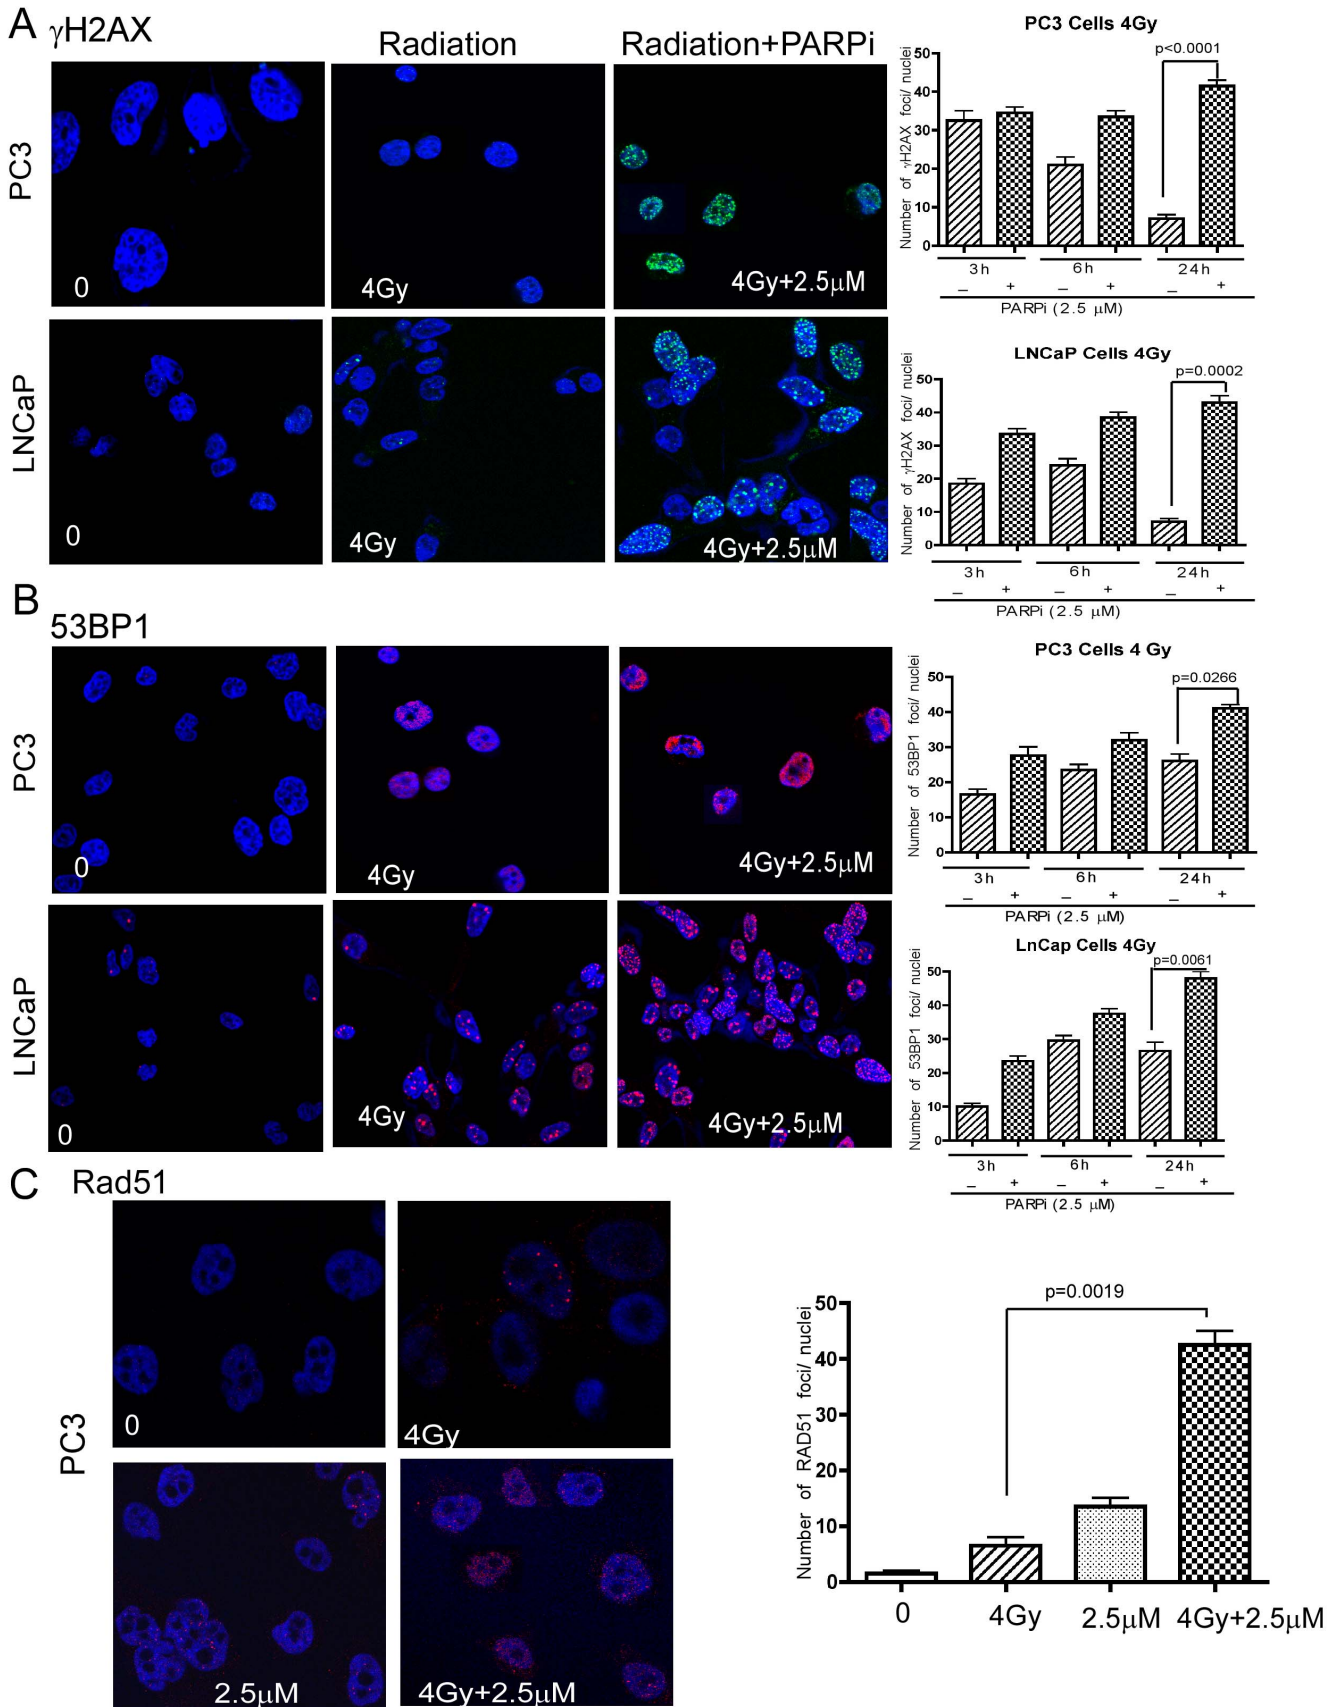 A γH2AX
Radiation
Radiation+PARPi
PC3
0
4Gy
4Gy+2.5μM
LNCaP
0
4Gy
4Gy+2.5μM
PC3 Cells 4Gy
p<0.0001
Number of γH2AX foci/ nuclei
50
40
30
20
10
0
3h 6h 24h
– + – + – +
PARPi (2.5 μM)
LNCaP Cells 4Gy
p=0.0002
Number of γH2AX foci/ nuclei
50
40
30
20
10
0
3h 6h 24h
– + – + – +
PARPi (2.5 μM)
B
53BP1
PC3
0
4Gy
4Gy+2.5μM
LNCaP
0
4Gy
4Gy+2.5μM
PC3 Cells 4 Gy
p=0.0266
Number of 53BP1 foci/ nuclei
50
40
30
20
10
0
3h 6h 24h
– + – + – +
PARPi (2.5 μM)
LnCap Cells 4Gy
p=0.0061
Number of 53BP1 foci/ nuclei
50
40
30
20
10
0
3h 6h 24h
– + – + – +
PARPi (2.5 μM)
C Rad51
PC3
0
4Gy
2.5μM
4Gy+2.5μM
p=0.0019
Number of RAD51 foci/ nuclei
50
40
30
20
10
0
0 4Gy 2.5μM 4Gy+2.5μM